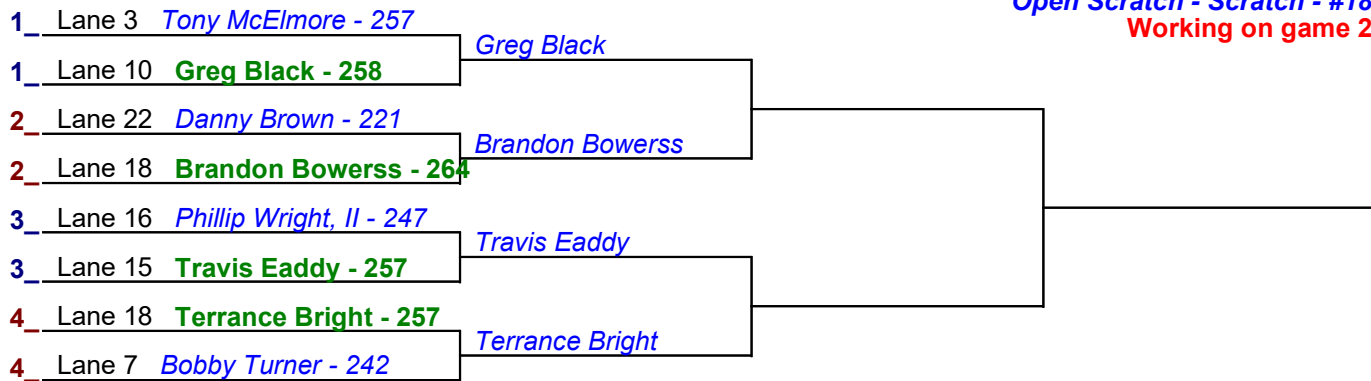 Open Scratch - Scratch - #18
Working on game 2
1_ Lane 3 Tony McElmore - 257
Greg Black
1_ Lane 10 Greg Black - 258
2_ Lane 22 Danny Brown - 221
Brandon Bowerss
2_ Lane 18 Brandon Bowerss - 264
3_ Lane 16 Phillip Wright, II - 247
Travis Eaddy
3_ Lane 15 Travis Eaddy - 257
4_ Lane 18 Terrance Bright - 257
Terrance Bright
4_ Lane 7 Bobby Turner - 242